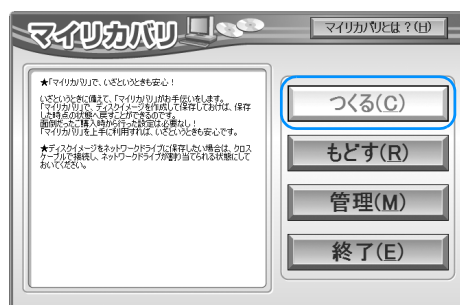 マイリカバリ
マイリカバリとは？(H)
★「マイリカバリ」で、いざというときも安心！
いざというときに備えて、「マイリカバリ」がお手伝いをします。
「マイリカバリ」で、ディスクイメージを作成して保存しておけば、保存
した時点の状態へ戻すことができるのです。
面倒だったご購入時から行った設定は必要なし！
「マイリカバリ」を上手に利用すれば、いざというときも安心です。
★ディスクイメージをネットワークドライブに保存したい場合は、クロス
ケーブルで接続し、ネットワークドライブが割り当てられる状態にして
おいてください。
つくる(C)
もどす(R)
管理(M)
終了(E)